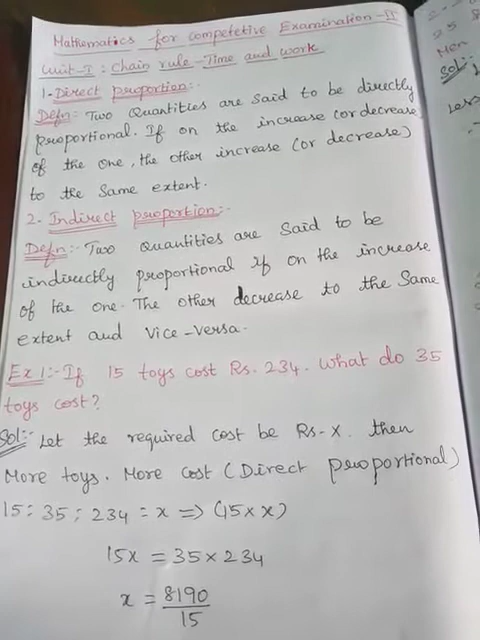 Mathematics for competetive Examination-II
Unit-I: Chain rule-Time and work
1-Direct proportion:-
Defn:- Two Quantities are said to be directly
proportional. If on the increase (or decrease)
of the one, the other increase (or decrease)
to the same extent.
2- Indirect proportion:-
Defn:- Two Quantities are said to be
indirectly proportional If on the increase
of the one. The other decrease to the same
extent and vice-versa-
Ex 1:- If 15 toys cost Rs. 234. what do 35
toys cost?
Sol:- Let the required cost be Rs-x. then
More toys. More cost (Direct proportional)
15 : 35 : 234 = x => (15 × x)
15x = 35 × 234
x = 8190
15
25
Men
Sol:
Less